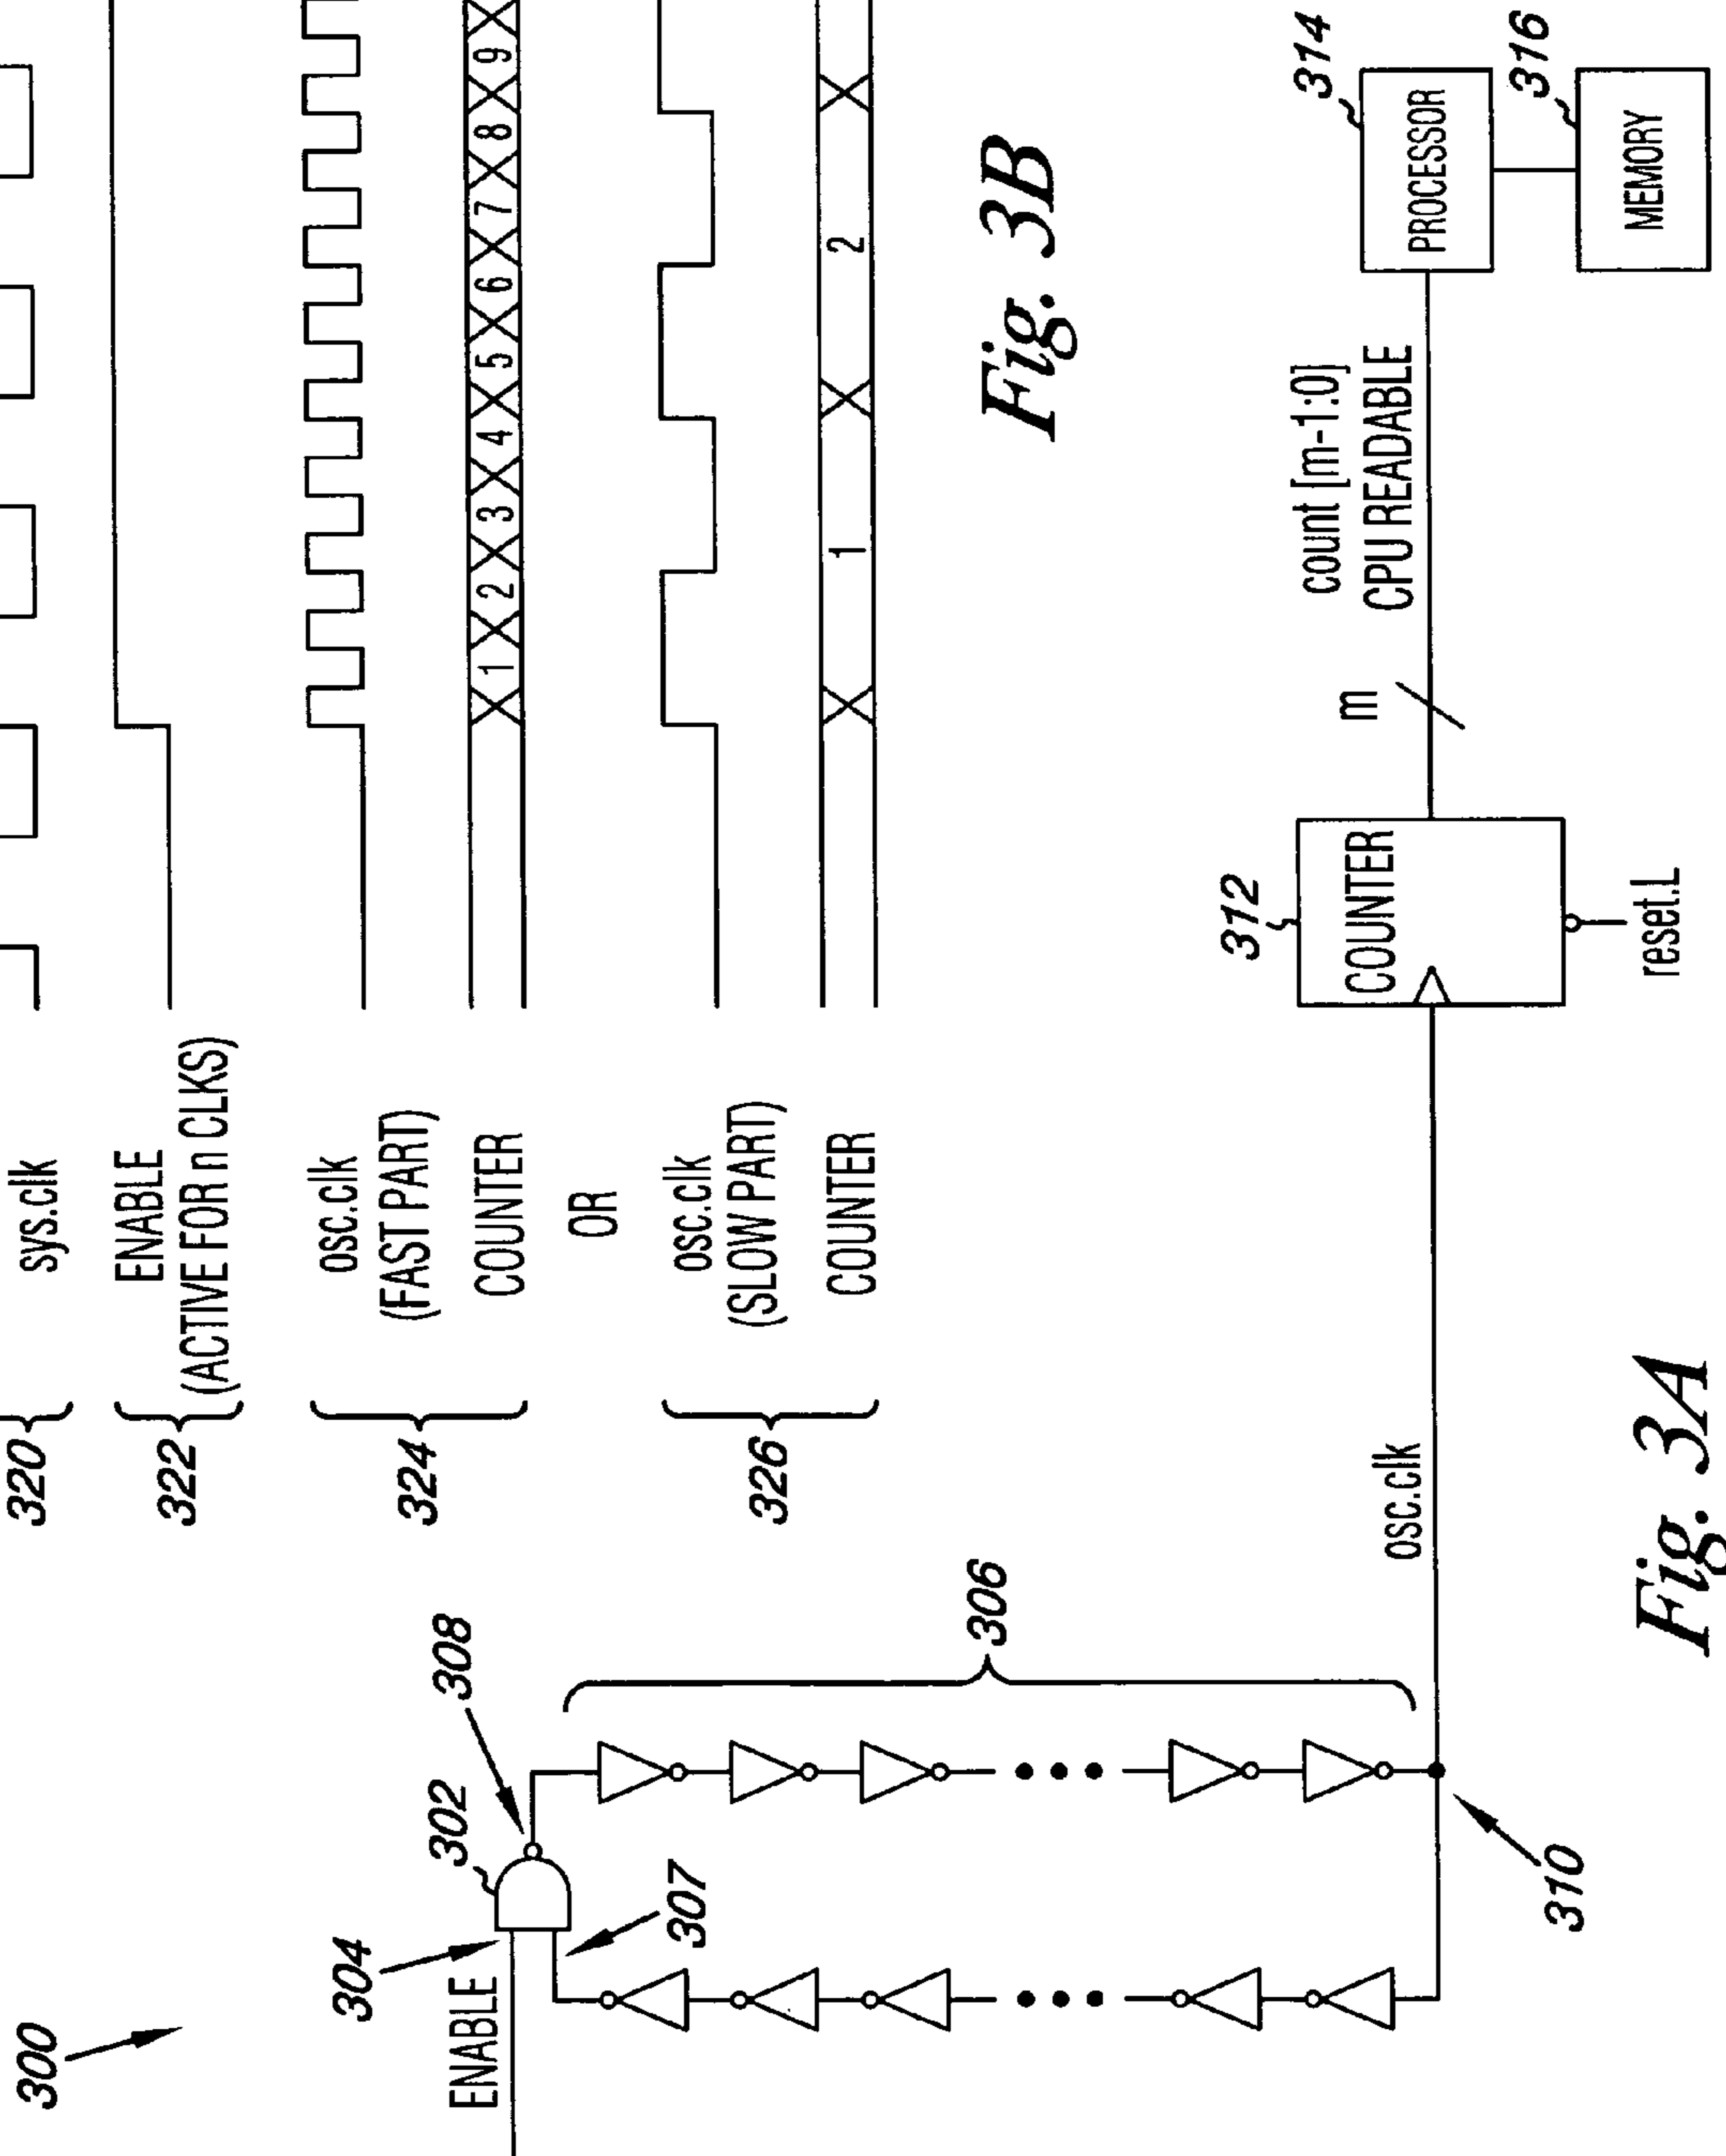 300
ENABLE
304
302
308
307
306
310
osc.clk
312
COUNTER
reset.L
m
count [m-1:0]
CPU READABLE
314
PROCESSOR
316
MEMORY
Fig. 3A
320
sys.clk
322
ENABLE
(ACTIVE FOR n CLKS)
324
osc.clk
(FAST PART)
COUNTER
1 2 3 4 5 6 7 8 9
OR
326
osc.clk
(SLOW PART)
COUNTER
1 2
Fig. 3B